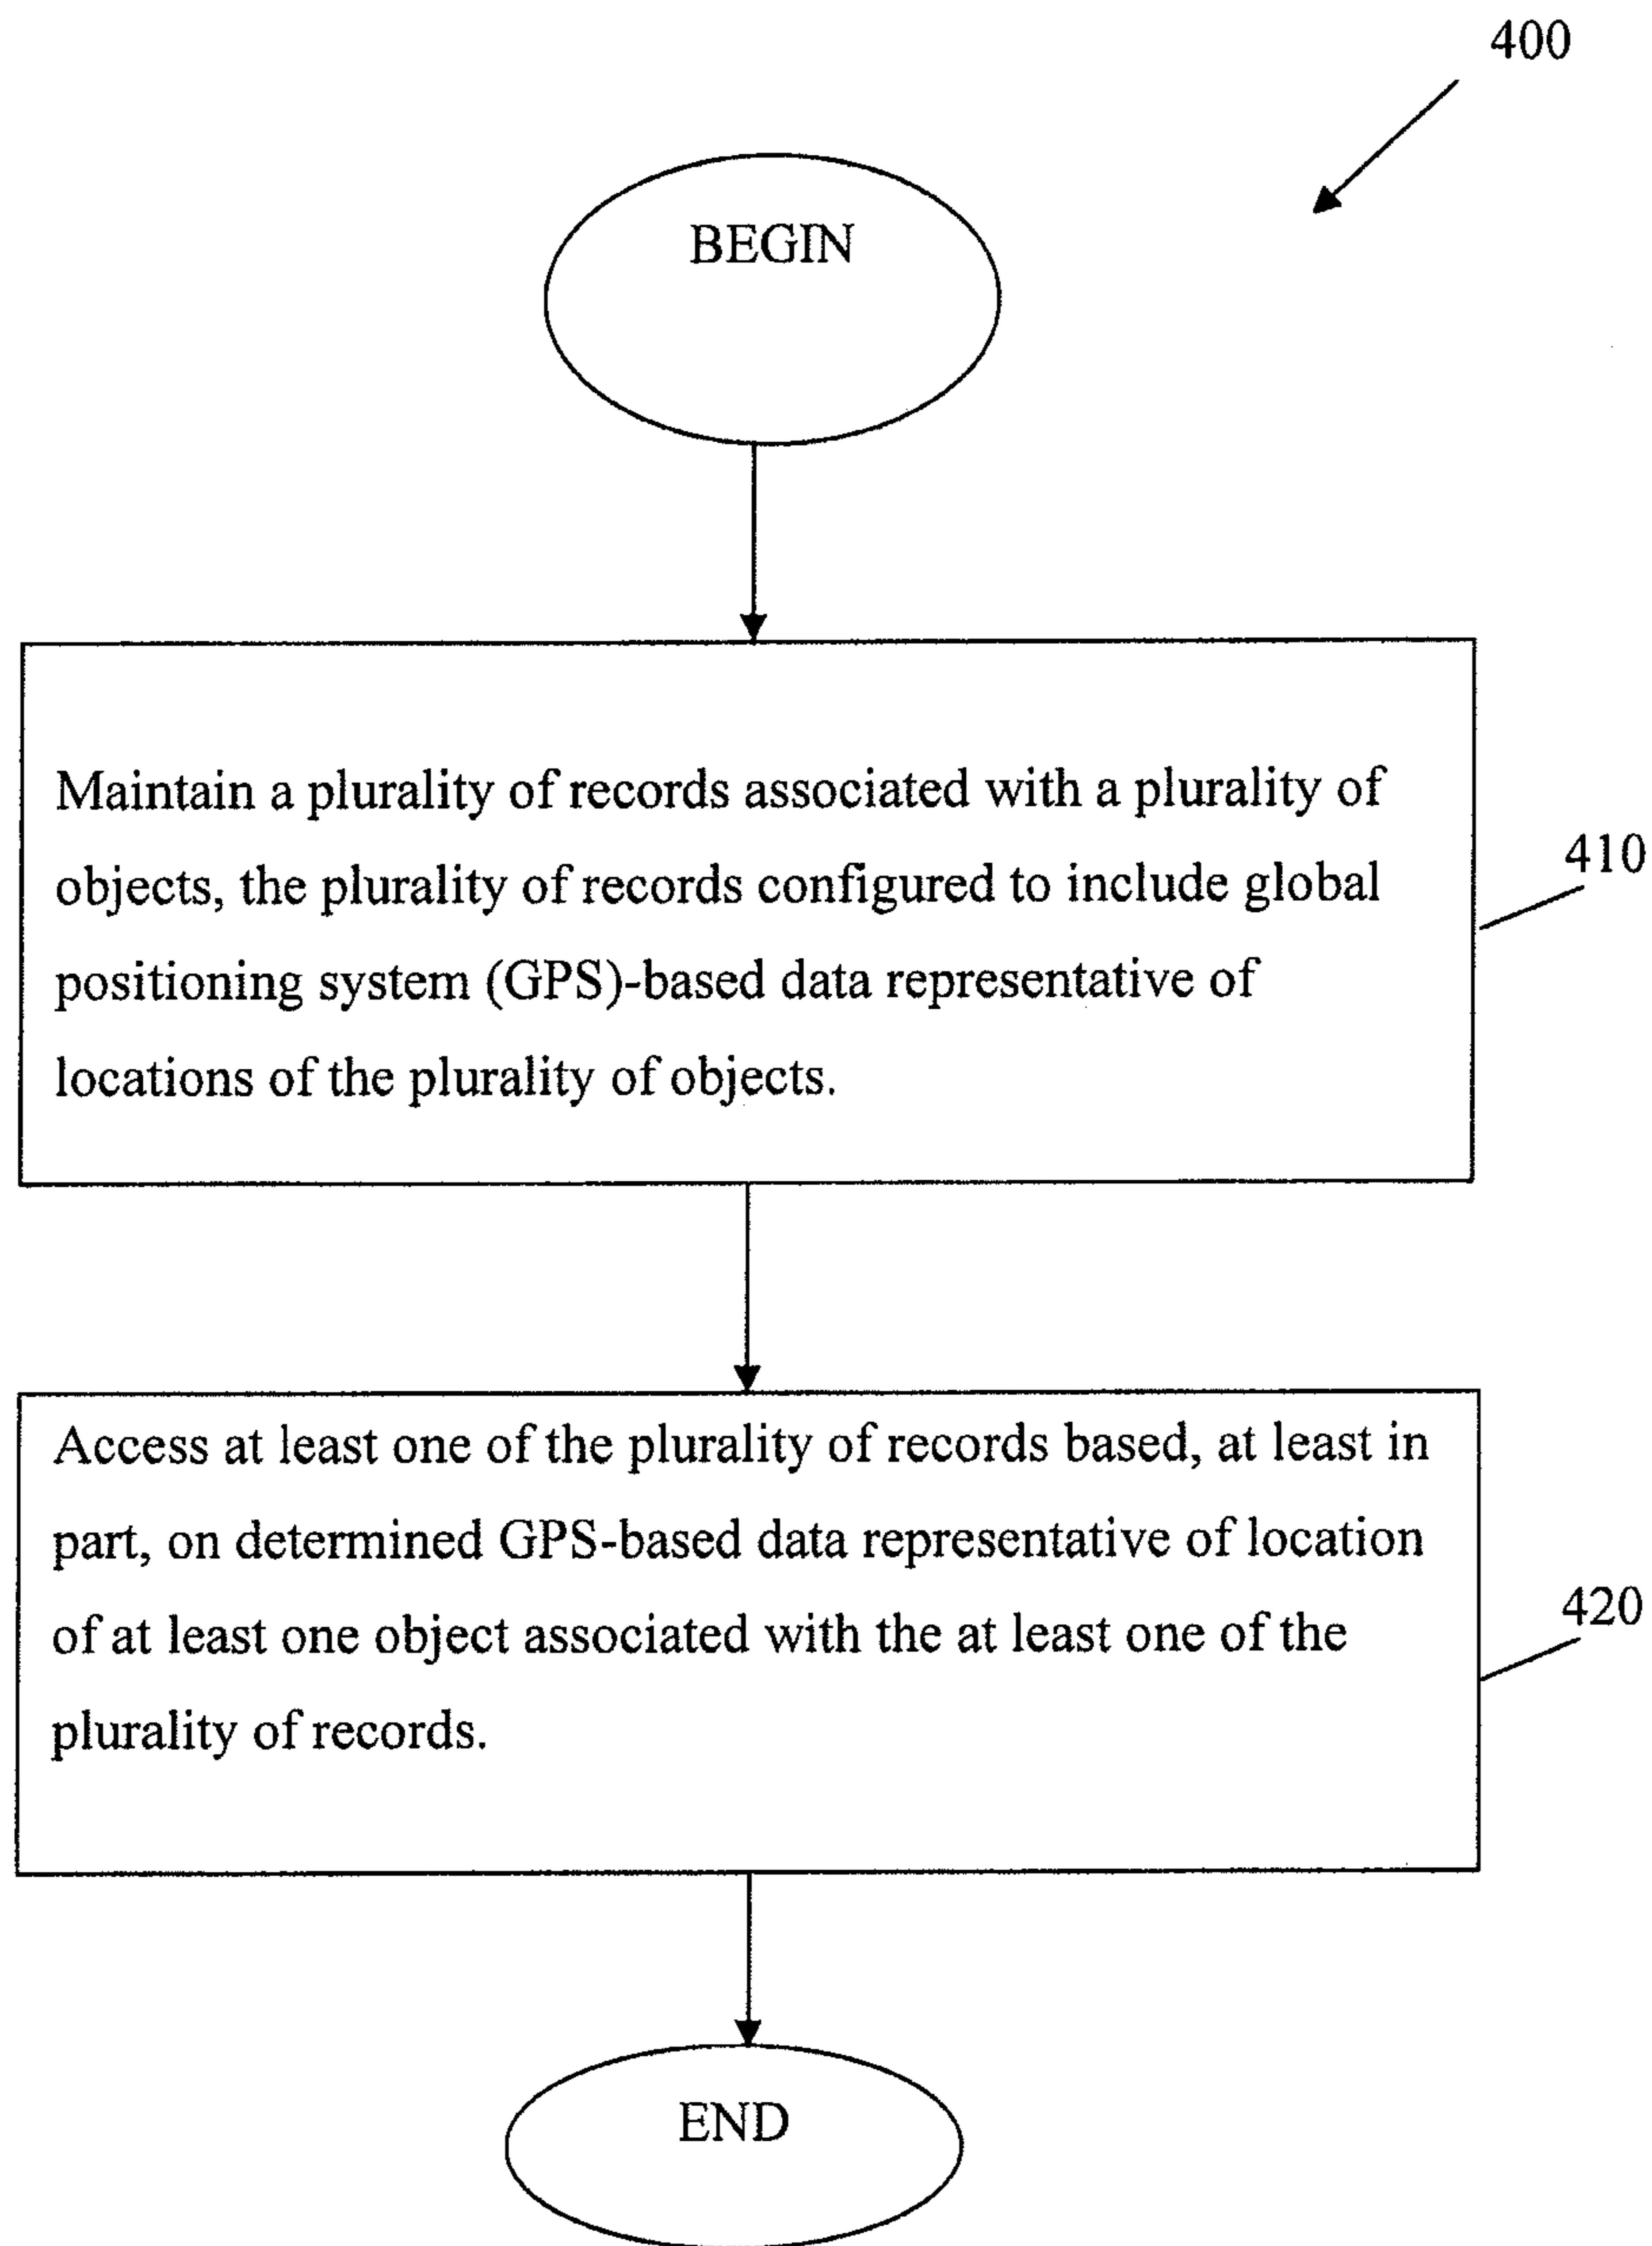 400
BEGIN
Maintain a plurality of records associated with a plurality of
objects, the plurality of records configured to include global
positioning system (GPS)-based data representative of
locations of the plurality of objects.
410
Access at least one of the plurality of records based, at least in
part, on determined GPS-based data representative of location
of at least one object associated with the at least one of the
plurality of records.
420
END